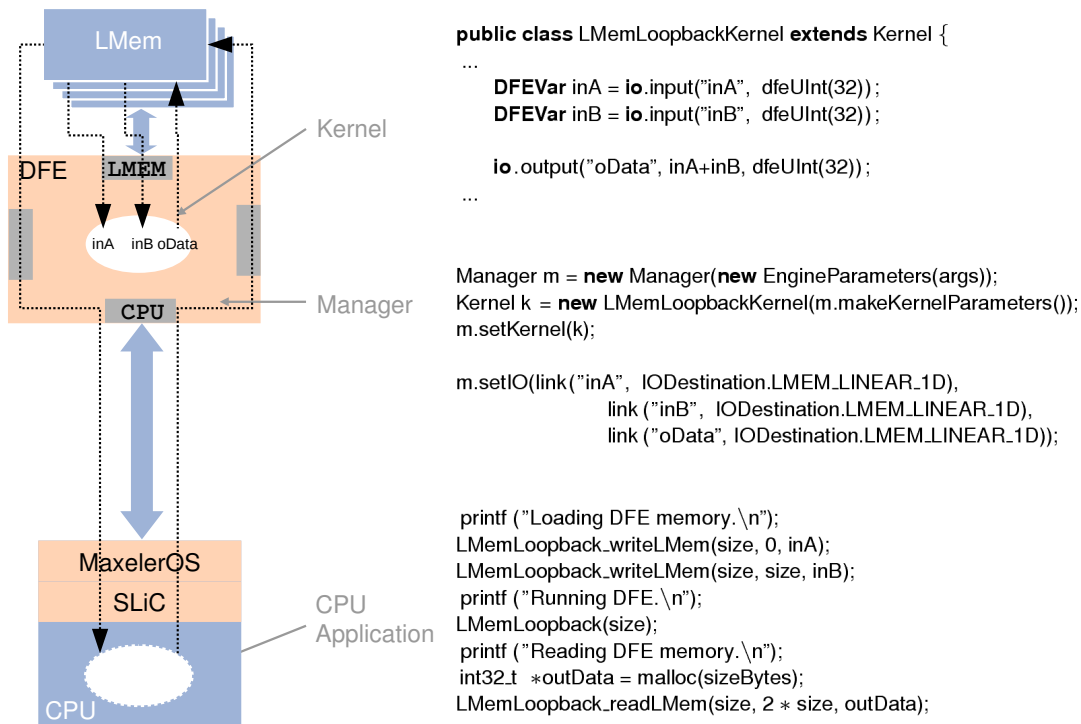 LMem
Kernel
DFE
LMEM
inA inB oData
Manager
CPU
MaxelerOS
SLiC
CPU
Application
CPU
public class LMemLoopbackKernel extends Kernel {
...
DFEVar inA = io.input("inA", dfeUInt(32));
DFEVar inB = io.input("inB", dfeUInt(32));
io.output("oData", inA+inB, dfeUInt(32));
...
Manager m = new Manager(new EngineParameters(args));
Kernel k = new LMemLoopbackKernel(m.makeKernelParameters());
m.setKernel(k);
m.setIO(link("inA", IODestination.LMEM_LINEAR_1D),
link ("inB", IODestination.LMEM_LINEAR_1D),
link ("oData", IODestination.LMEM_LINEAR_1D));
printf ("Loading DFE memory.\n");
LMemLoopback_writeLMem(size, 0, inA);
LMemLoopback_writeLMem(size, size, inB);
printf ("Running DFE.\n");
LMemLoopback(size);
printf ("Reading DFE memory.\n");
int32_t *outData = malloc(sizeBytes);
LMemLoopback_readLMem(size, 2 * size, outData);